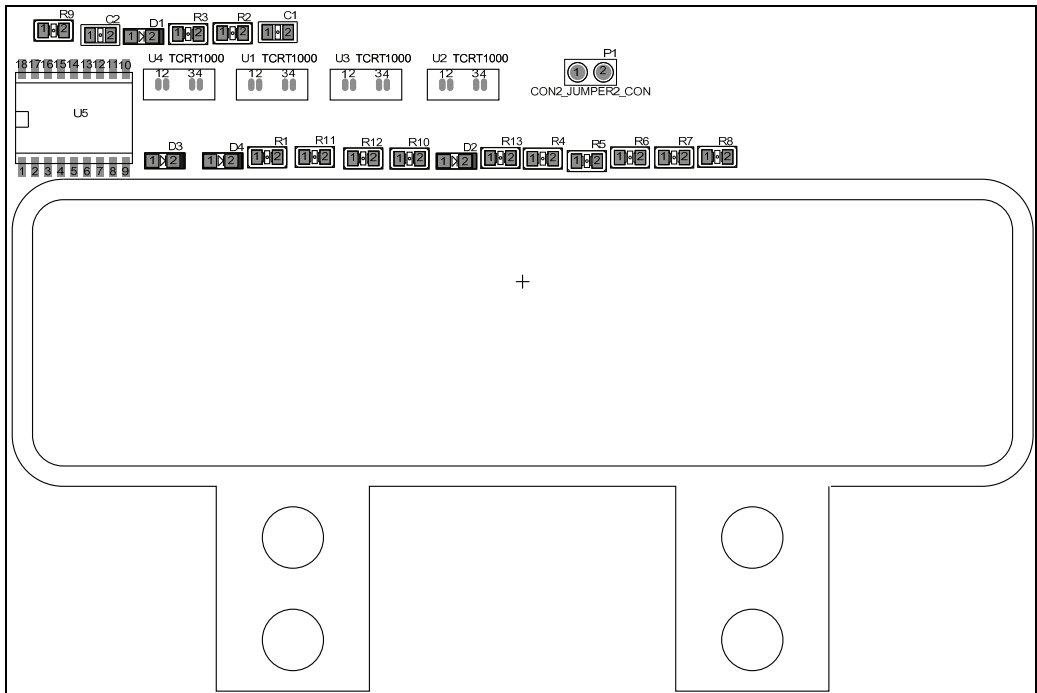 R9 C2 D1 R3 R2 C1
1 2 1 2 1 2 1 2 1 2 1 2
U4 TCRT1000 U1 TCRT1000 U3 TCRT1000 U2 TCRT1000 P1
18 17 16 15 14 13 12 11 10
12 34 12 34 12 34 12 34
1 2
CON2_JUMPER2_CON
U5
D3 D4 R1 R11 R12 R10 D2 R13 R4 R5 R6 R7 R8
1 2 1 2 1 2 1 2 1 2 1 2 1 2 1 2 1 2 1 2 1 2 1 2 1 2
1 2 3 4 5 6 7 8 9